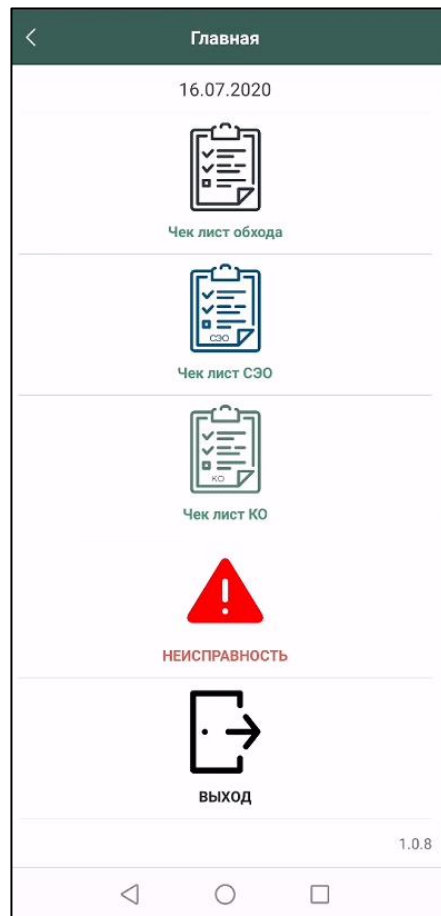 Главная
16.07.2020
Чек лист обхода
СЭО
Чек лист СЭО
КО
Чек лист КО
НЕИСПРАВНОСТЬ
ВЫХОД
1.0.8